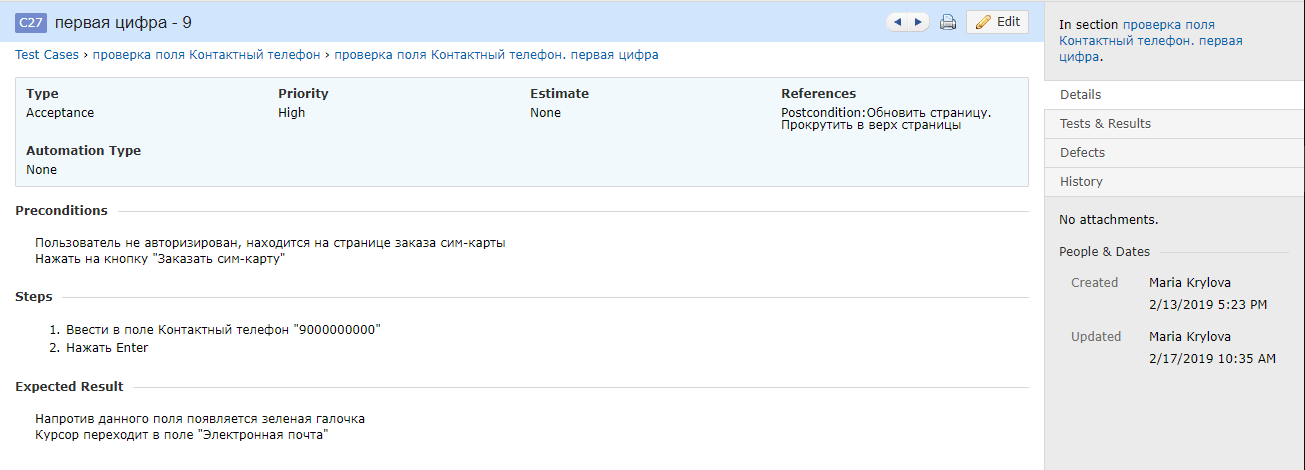 C27 первая цифра - 9
Edit
Test Cases › проверка поля Контактный телефон › проверка поля Контактный телефон. первая цифра
Type
Acceptance
Priority
High
Estimate
None
References
Postcondition:Обновить страницу.
Прокрутить в верх страницы
Automation Type
None
Preconditions
Пользователь не авторизирован, находится на странице заказа сим-карты
Нажать на кнопку "Заказать сим-карту"
Steps
1. Ввести в поле Контактный телефон "9000000000"
2. Нажать Enter
Expected Result
Напротив данного поля появляется зеленая галочка
Курсор переходит в поле "Электронная почта"
In section проверка поля
Контактный телефон. первая
цифра.
Details
Tests & Results
Defects
History
No attachments.
People & Dates
Created Maria Krylova
2/13/2019 5:23 PM
Updated Maria Krylova
2/17/2019 10:35 AM